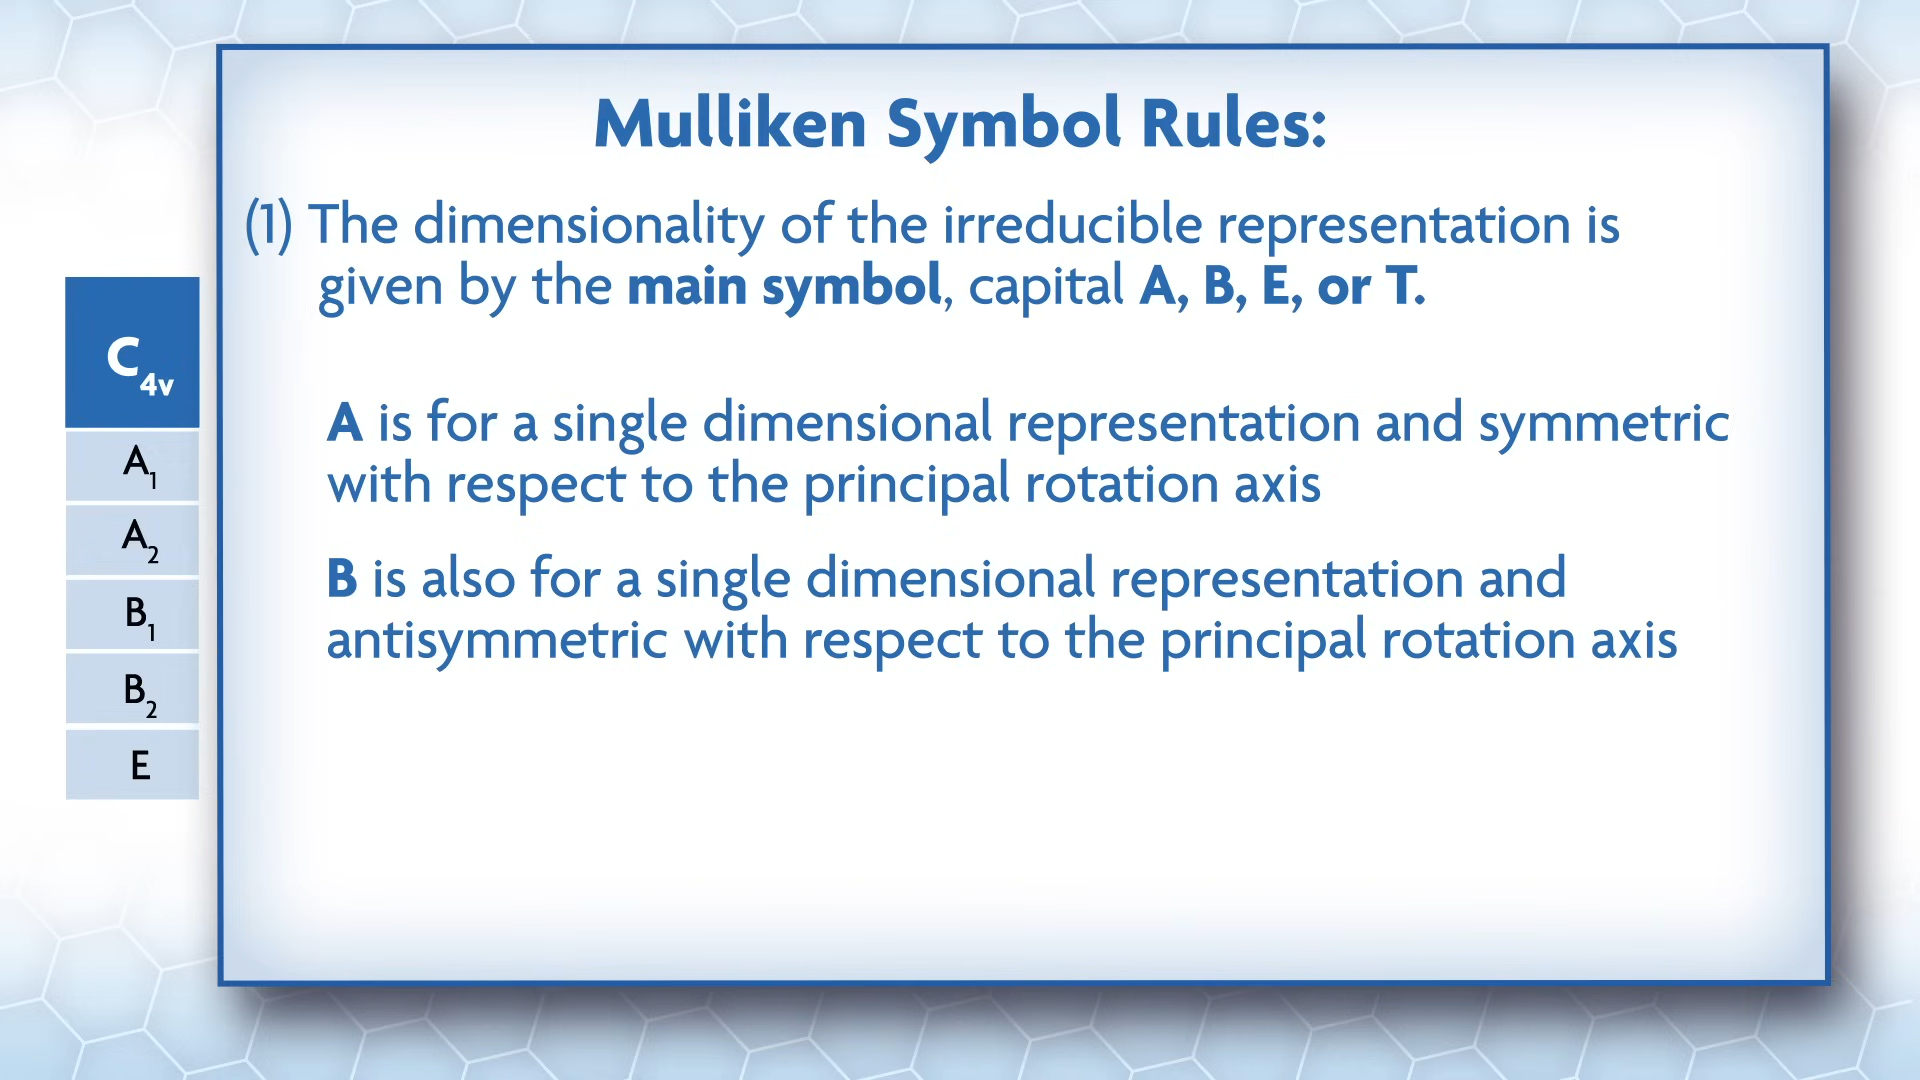 Mulliken Symbol Rules:
(1) The dimensionality of the irreducible representation is
given by the main symbol, capital A, B, E, or T.
A is for a single dimensional representation and symmetric
with respect to the principal rotation axis
B is also for a single dimensional representation and
antisymmetric with respect to the principal rotation axis
C4v
A1
A2
B1
B2
E